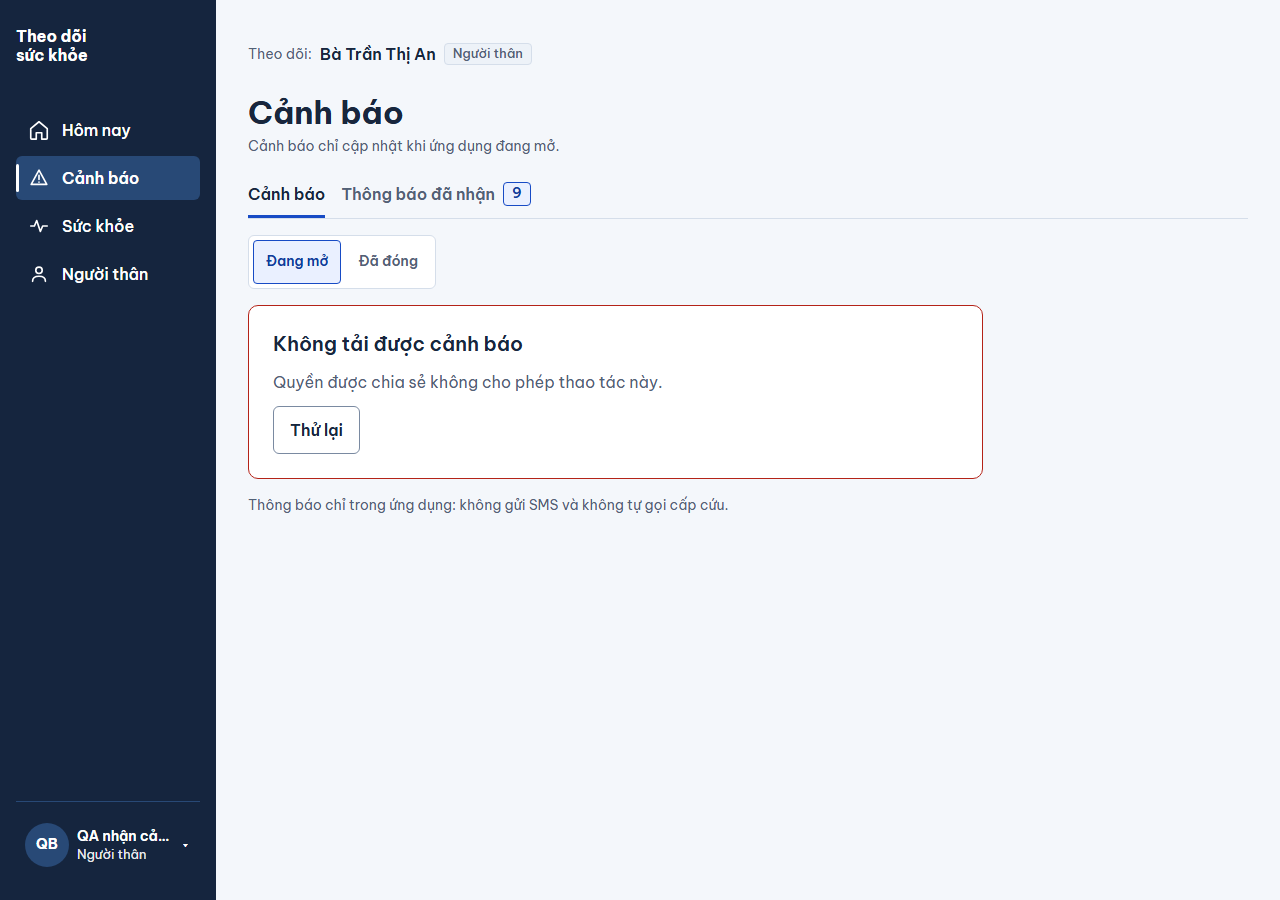 Theo dõi
sức khỏe
Hôm nay
Cảnh báo
Sức khỏe
Người thân
QB
QA nhận cả...
Người thân
Theo dõi: Bà Trần Thị An Người thân
Cảnh báo
Cảnh báo chỉ cập nhật khi ứng dụng đang mở.
Cảnh báo Thông báo đã nhận 9
Đang mở Đã đóng
Không tải được cảnh báo
Quyền được chia sẻ không cho phép thao tác này.
Thử lại
Thông báo chỉ trong ứng dụng: không gửi SMS và không tự gọi cấp cứu.